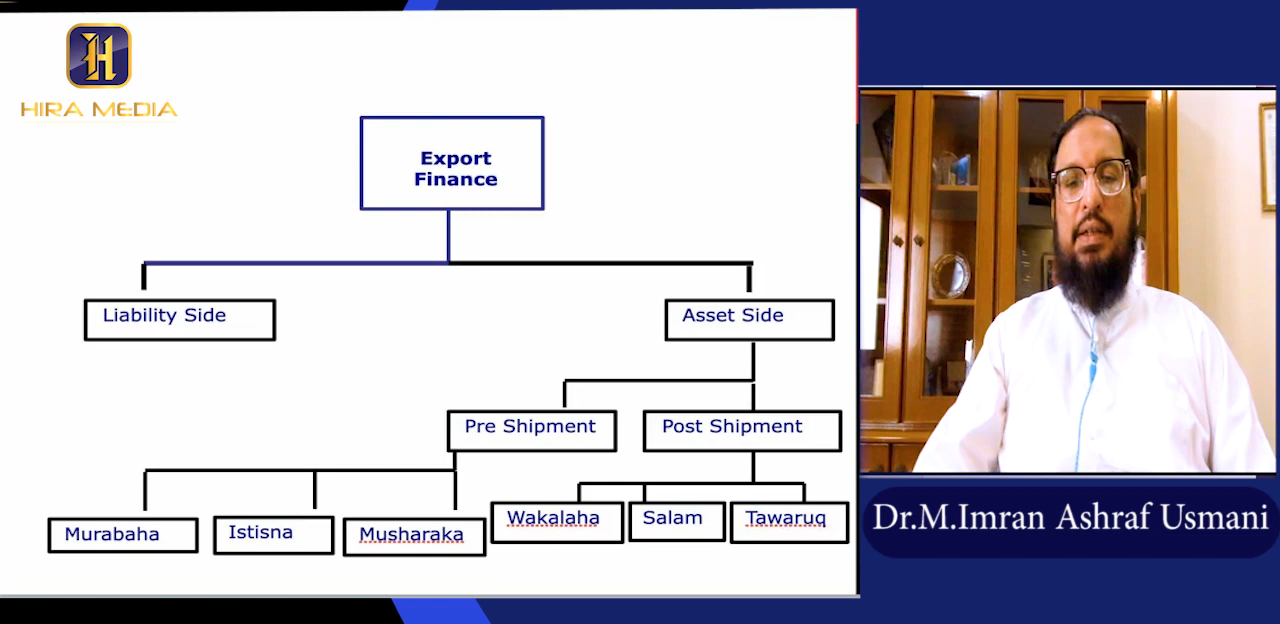 HIRA MEDIA
Export
Finance
Liability Side
Asset Side
Pre Shipment
Post Shipment
Murabaha
Istisna
Musharaka
Wakalaha
Salam
Tawaruq
Dr.M.Imran Ashraf Usmani